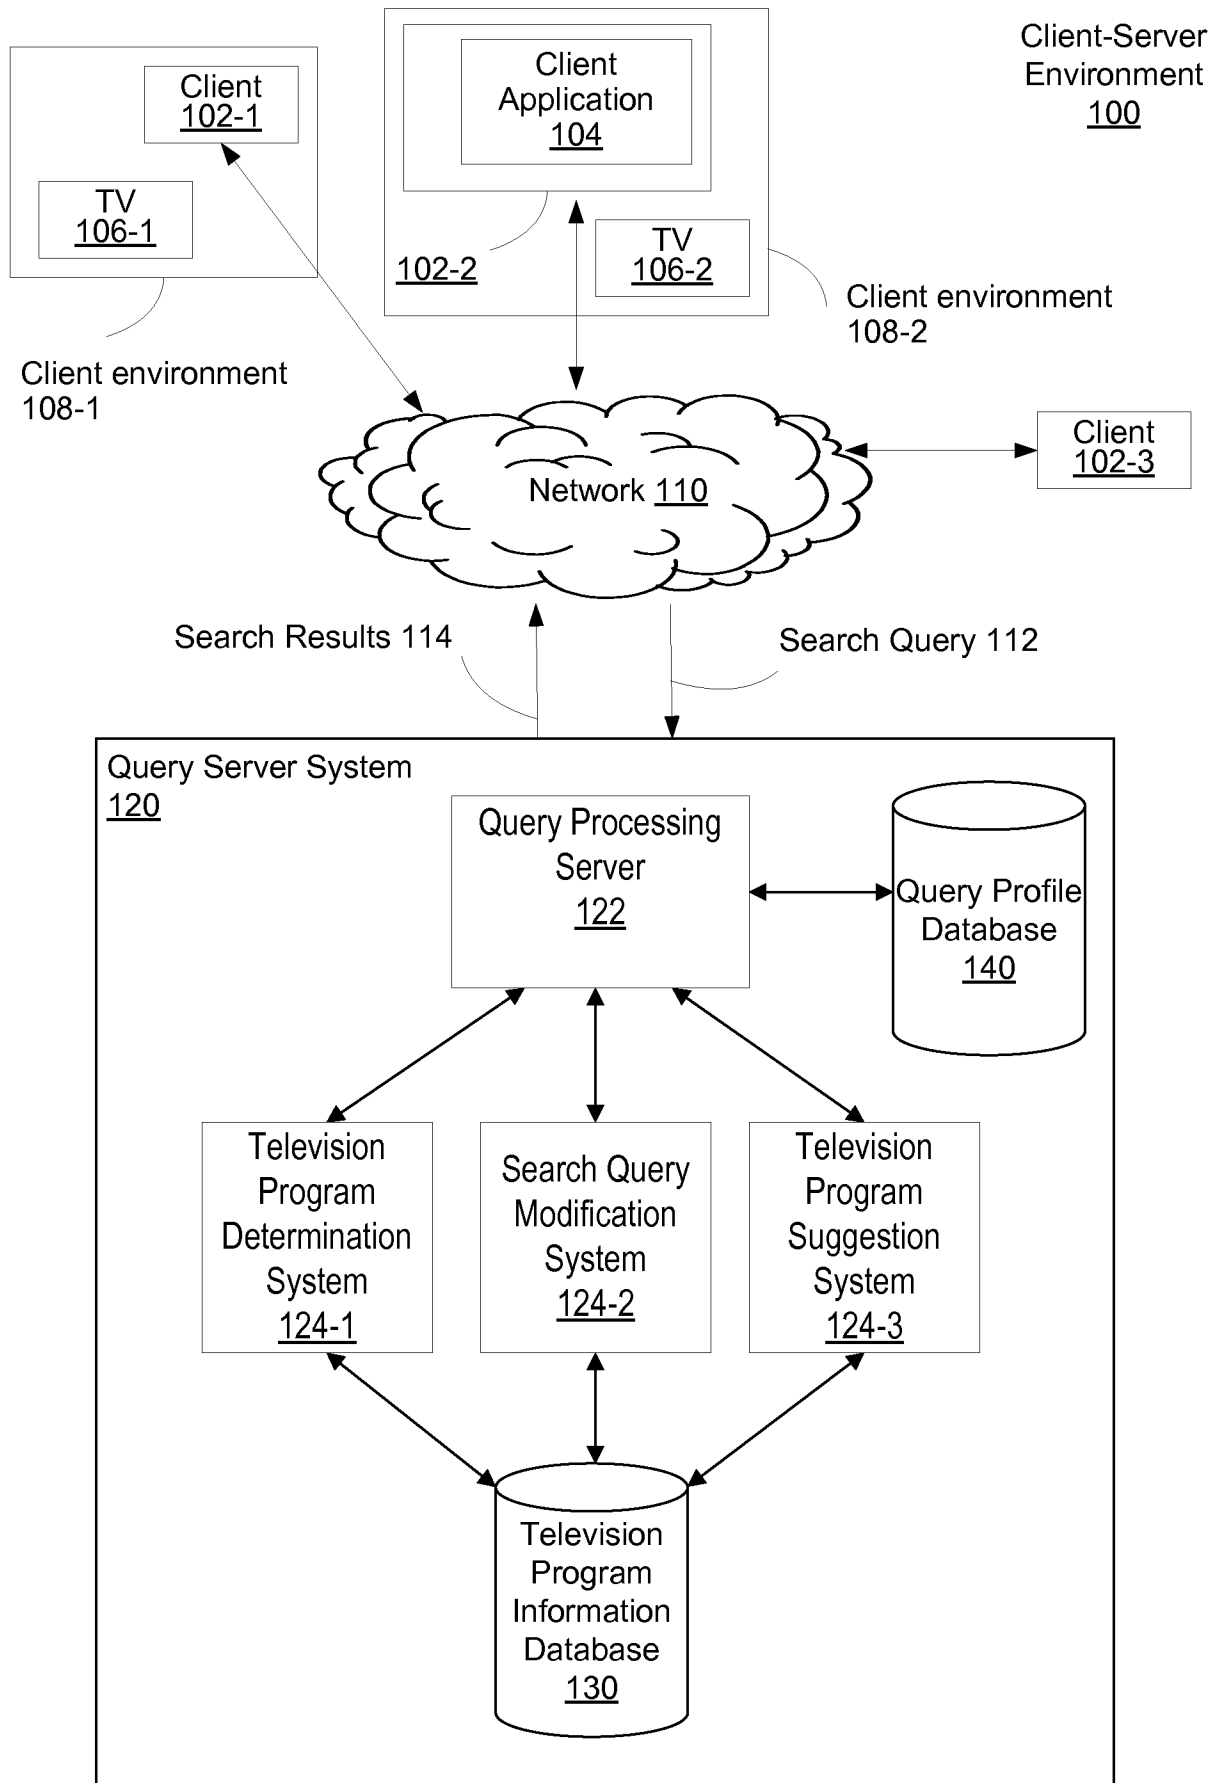 Client-Server
Environment
100
Client
102-1
TV
106-1
Client environment
108-1
Client
Application
104
102-2
TV
106-2
Client environment
108-2
Client
102-3
Network 110
Search Results 114
Search Query 112
Query Server System
120
Query Processing
Server
122
Query Profile
Database
140
Television
Program
Determination
System
124-1
Search Query
Modification
System
124-2
Television
Program
Suggestion
System
124-3
Television
Program
Information
Database
130